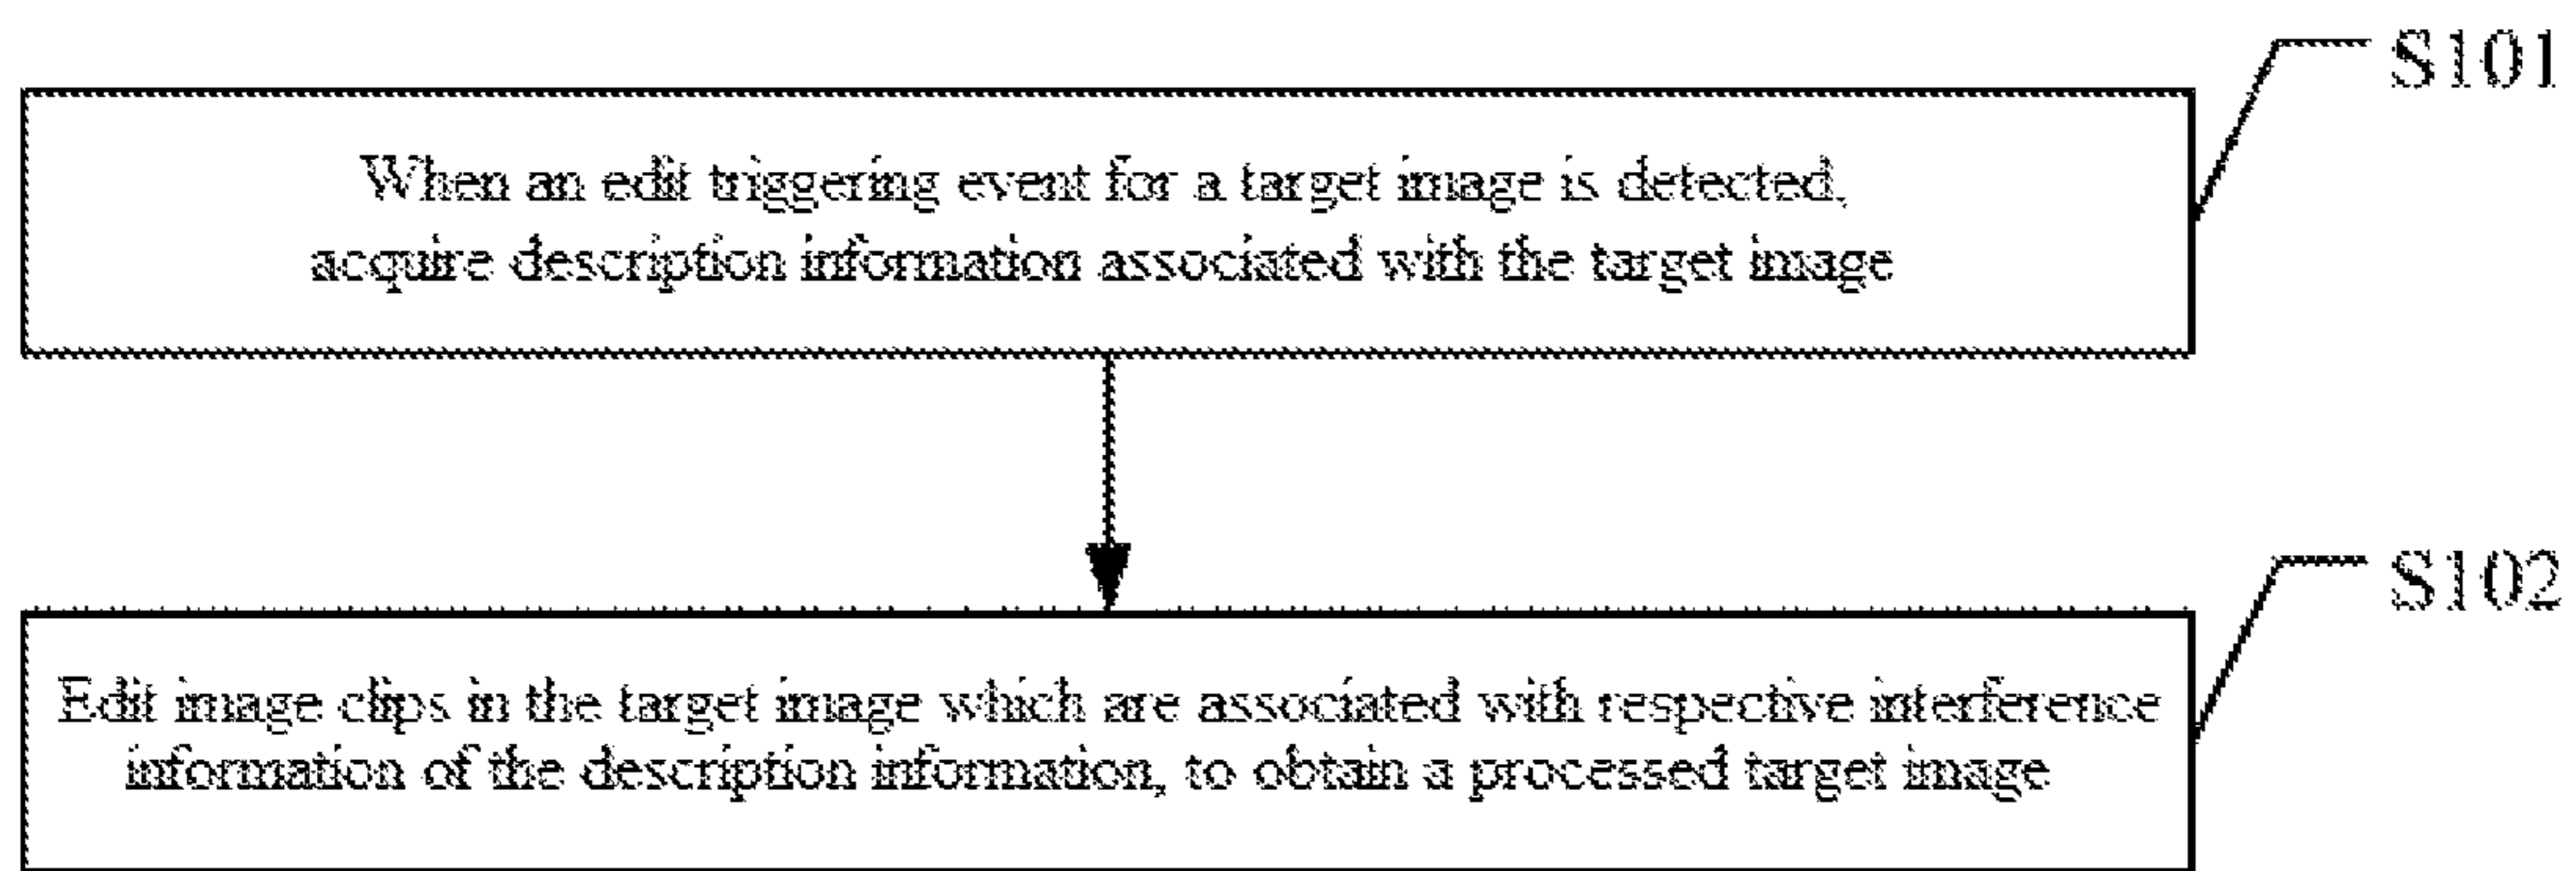 S101
When an edit triggering event for a target image is detected,
acquire description information associated with the target image
S102
Edit image clips in the target image which are associated with respective interference
information of the description information, to obtain a processed target image